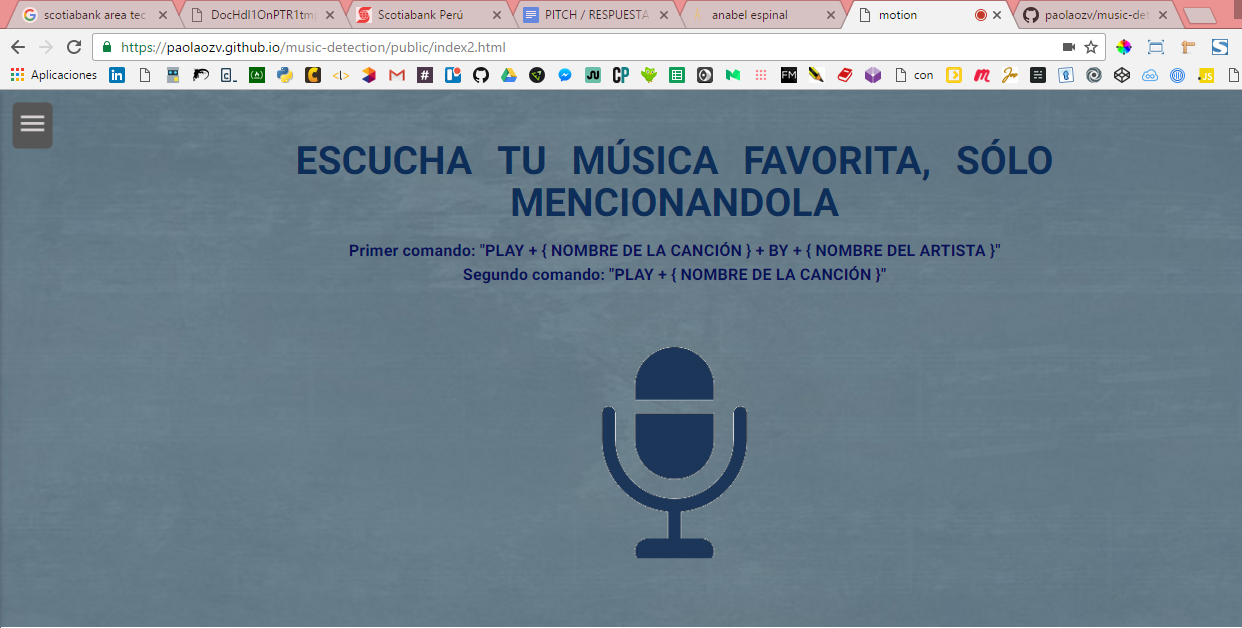 scotiabank area tec
DocHdI1OnPTR1tm
Scotiabank Perú
PITCH / RESPUESTA
anabel espinal
motion
paolaozv/music-det
https://paolaozv.github.io/music-detection/public/index2.html
Aplicaciones
con
ESCUCHA TU MÚSICA FAVORITA, SÓLO
MENCIONANDOLA
Primer comando: "PLAY + { NOMBRE DE LA CANCIÓN } + BY + { NOMBRE DEL ARTISTA }"
Segundo comando: "PLAY + { NOMBRE DE LA CANCIÓN }"